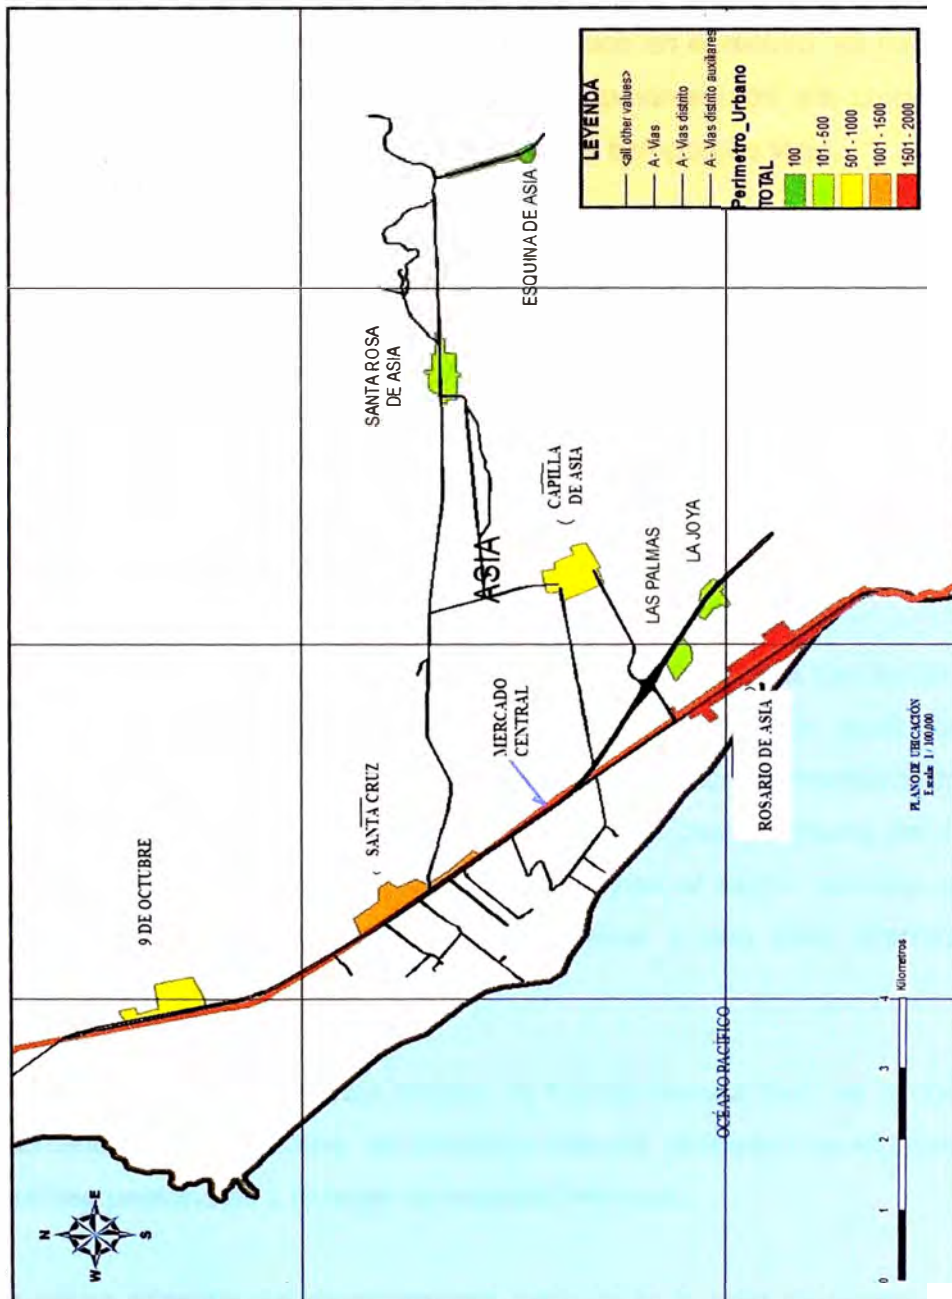 LEYENDA
<all other values>
A - Vias
A - Vias distrito
A - Vias distrito auxiliares
Perimetro_Urbano
TOTAL
100
101 - 500
501 - 1000
1001 - 1500
1501 - 2000
ESQUINA DE ASIA
SANTA ROSA
DE ASIA
CAPILLA
DE ASIA
ASIA
LAS PALMAS
LA JOYA
MERCADO
CENTRAL
SANTA CRUZ
ROSARIO DE ASIA
9 DE OCTUBRE
PLANO DE UBICACIÓN
Escala: 1 / 100,000
OCÉANO PACÍFICO
0 1 2 3 4
Kilometros
N
W E
S